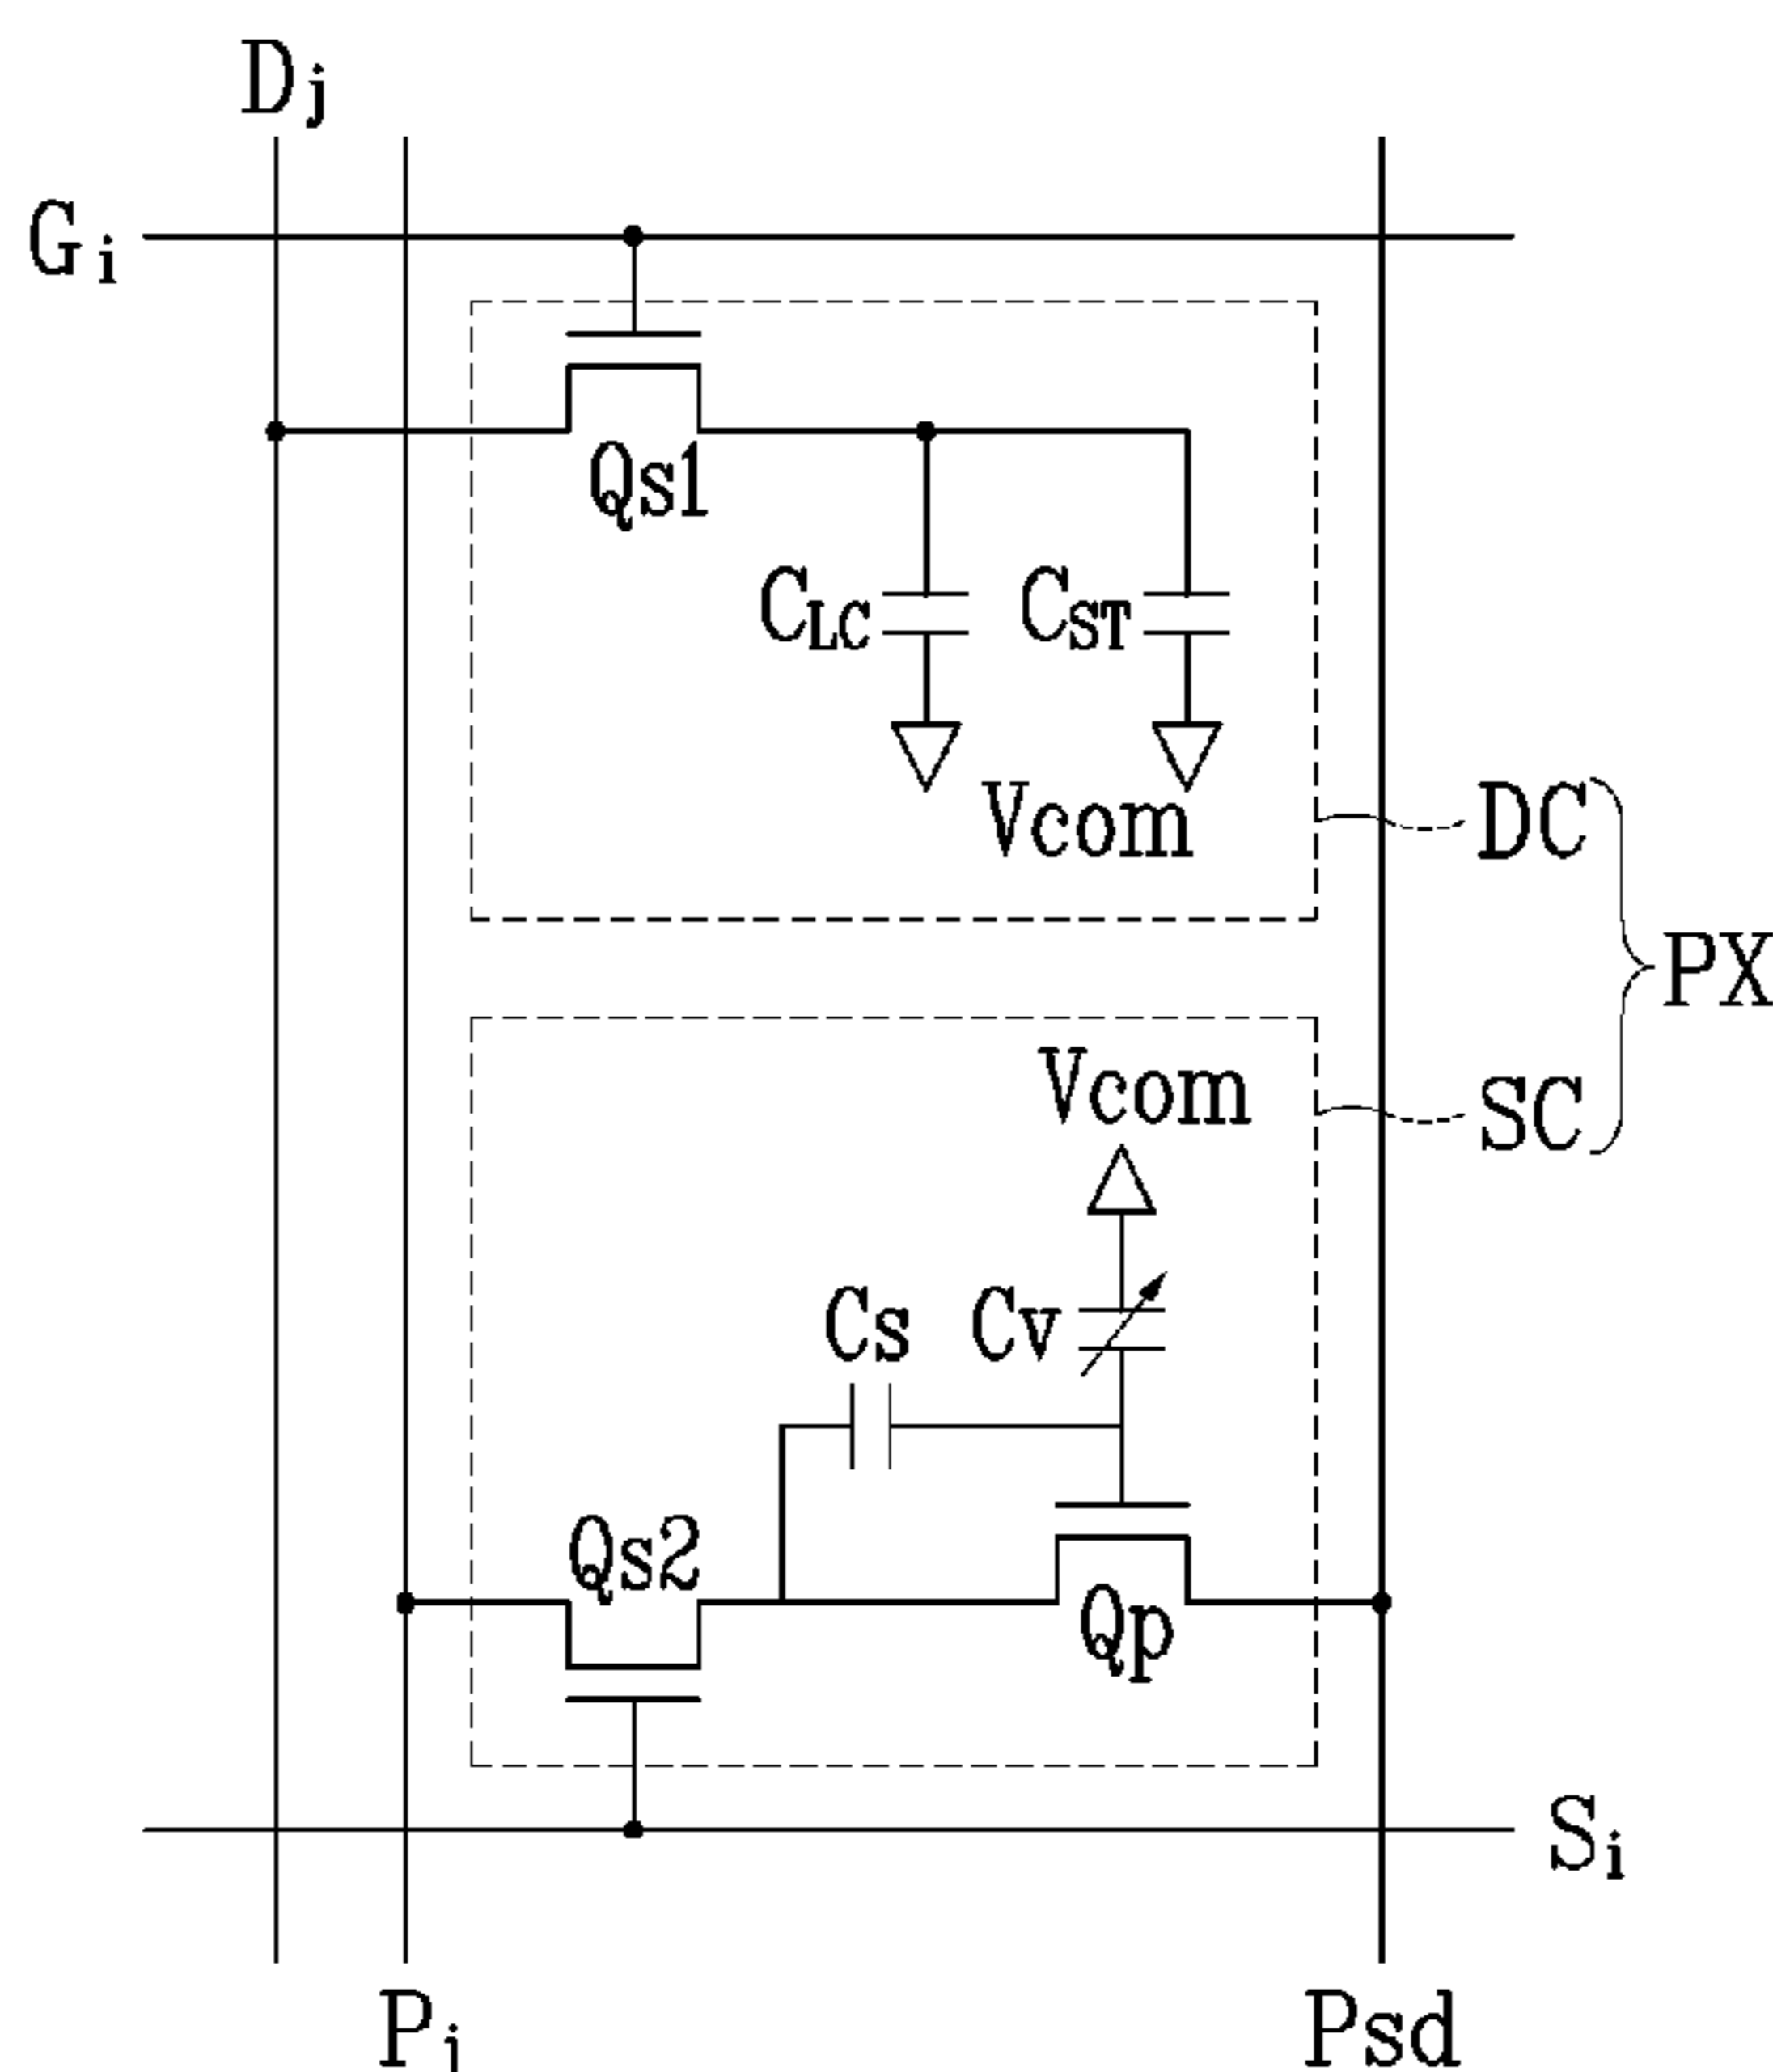 Dj
Gi
Qs1
CLC CST
Vcom
DC
PX
Vcom
SC
Cs Cv
Qs2
Qp
Si
Pj Psd